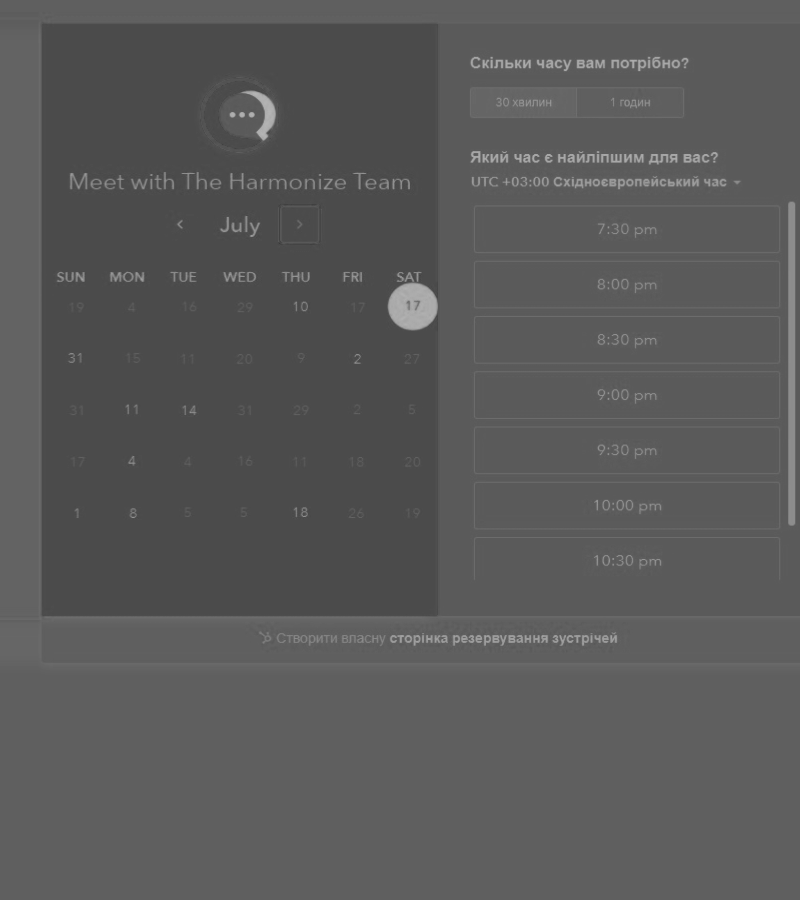 Meet with The Harmonize Team
July
SUN MON TUE WED THU FRI SAT
19 4 16 29 10 17 17
31 15 11 20 9 2 27
31 11 14 31 29 2 5
17 4 4 16 11 18 20
1 8 5 5 18 26 19
Скільки часу вам потрібно?
30 хвилин 1 годин
Який час є найліпшим для вас?
UTC +03:00 Східноєвропейський час
7:30 pm
8:00 pm
8:30 pm
9:00 pm
9:30 pm
10:00 pm
10:30 pm
Створити власну сторінка резервування зустрічей